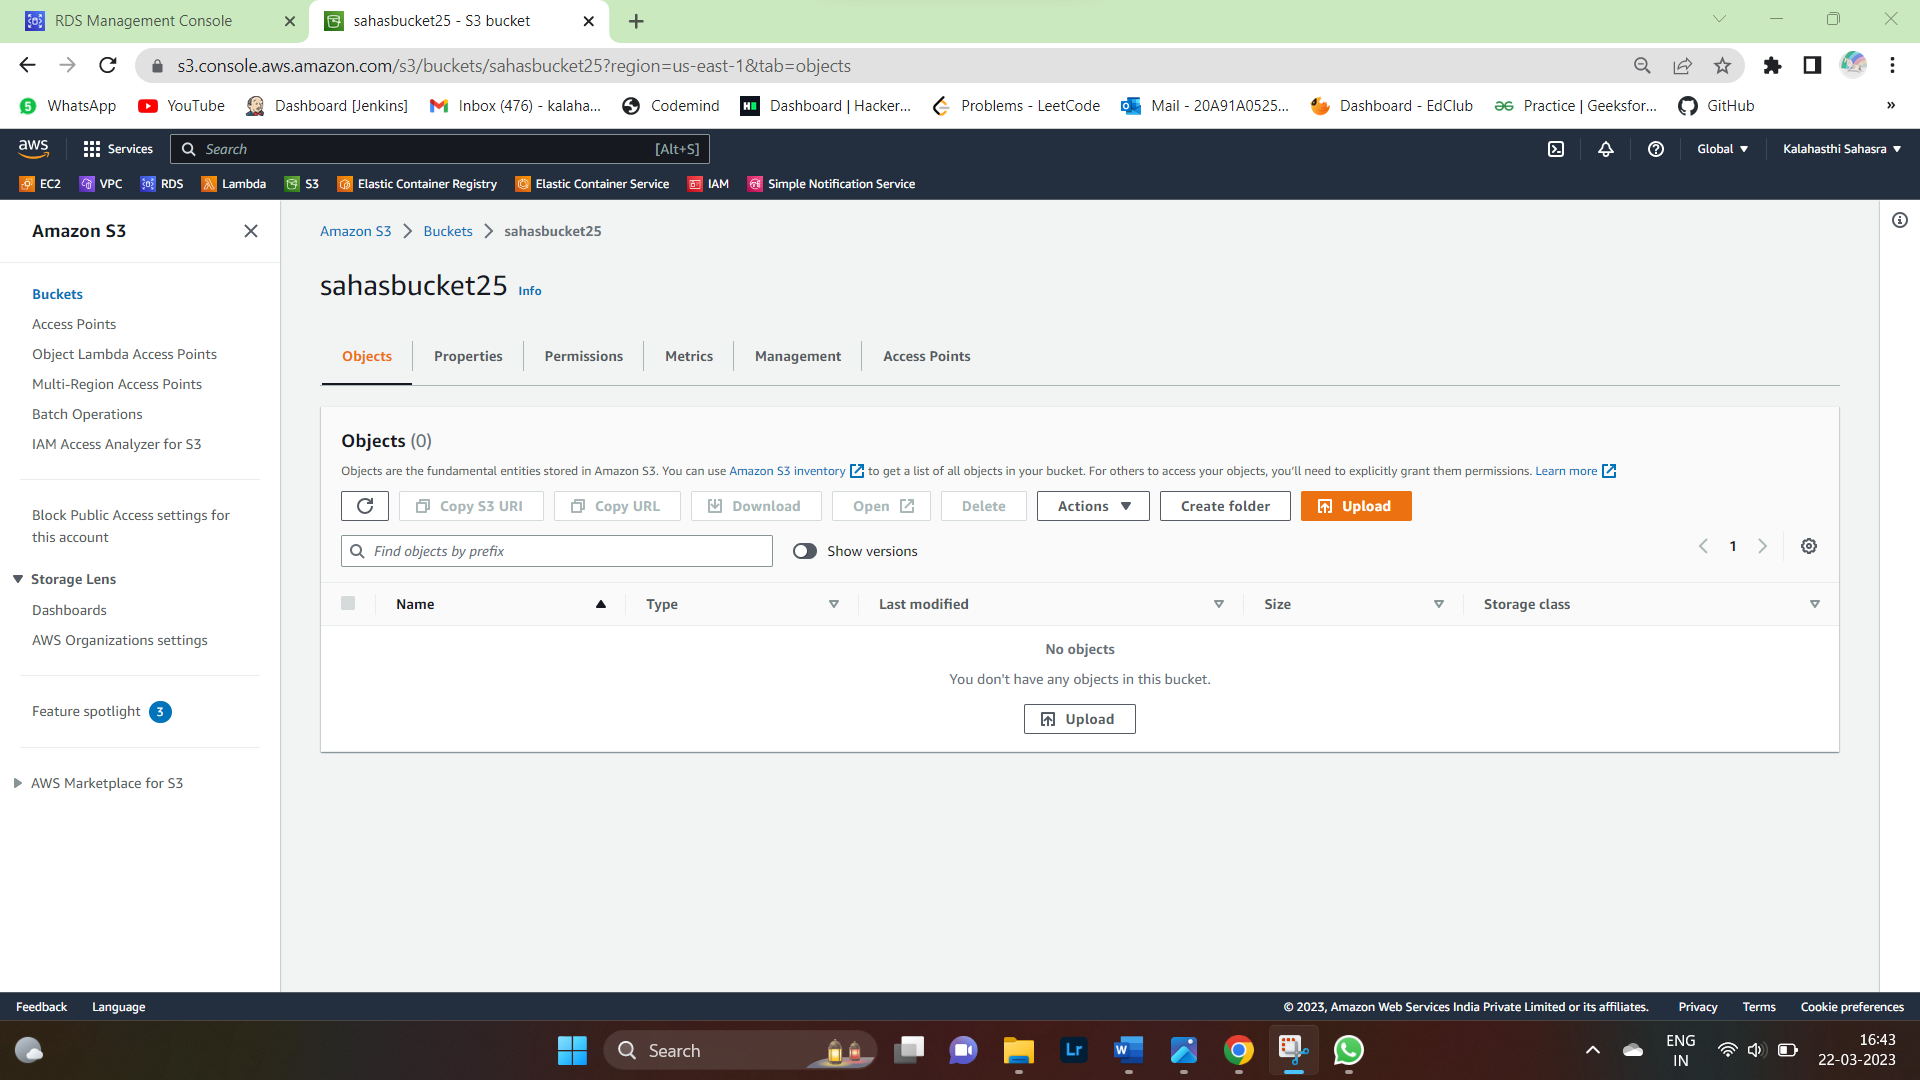 RDS Management Console
sahasbucket25 - S3 bucket
s3.console.aws.amazon.com/s3/buckets/sahasbucket25?region=us-east-1&tab=objects
WhatsApp YouTube Dashboard [Jenkins] Inbox (476) - kalaha... Codemind Dashboard | Hacker... Problems - LeetCode Mail - 20A91A0525... Dashboard - EdClub Practice | Geeksfor... GitHub »
aws Services Search [Alt+S] Global Kalahasthi Sahasra
EC2 VPC RDS Lambda S3 Elastic Container Registry Elastic Container Service IAM Simple Notification Service
Amazon S3
Buckets
Access Points
Object Lambda Access Points
Multi-Region Access Points
Batch Operations
IAM Access Analyzer for S3
Block Public Access settings for
this account
Storage Lens
Dashboards
AWS Organizations settings
Feature spotlight 3
AWS Marketplace for S3
Amazon S3 Buckets sahasbucket25
sahasbucket25 Info
Objects Properties Permissions Metrics Management Access Points
Objects (0)
Objects are the fundamental entities stored in Amazon S3. You can use Amazon S3 inventory to get a list of all objects in your bucket. For others to access your objects, you'll need to explicitly grant them permissions. Learn more
Copy S3 URI Copy URL Download Open Delete Actions Create folder Upload
Find objects by prefix Show versions 1
Name Type Last modified Size Storage class
No objects
You don't have any objects in this bucket.
Upload
Feedback Language © 2023, Amazon Web Services India Private Limited or its affiliates. Privacy Terms Cookie preferences
Search Lr W ENG 16:43
IN 22-03-2023